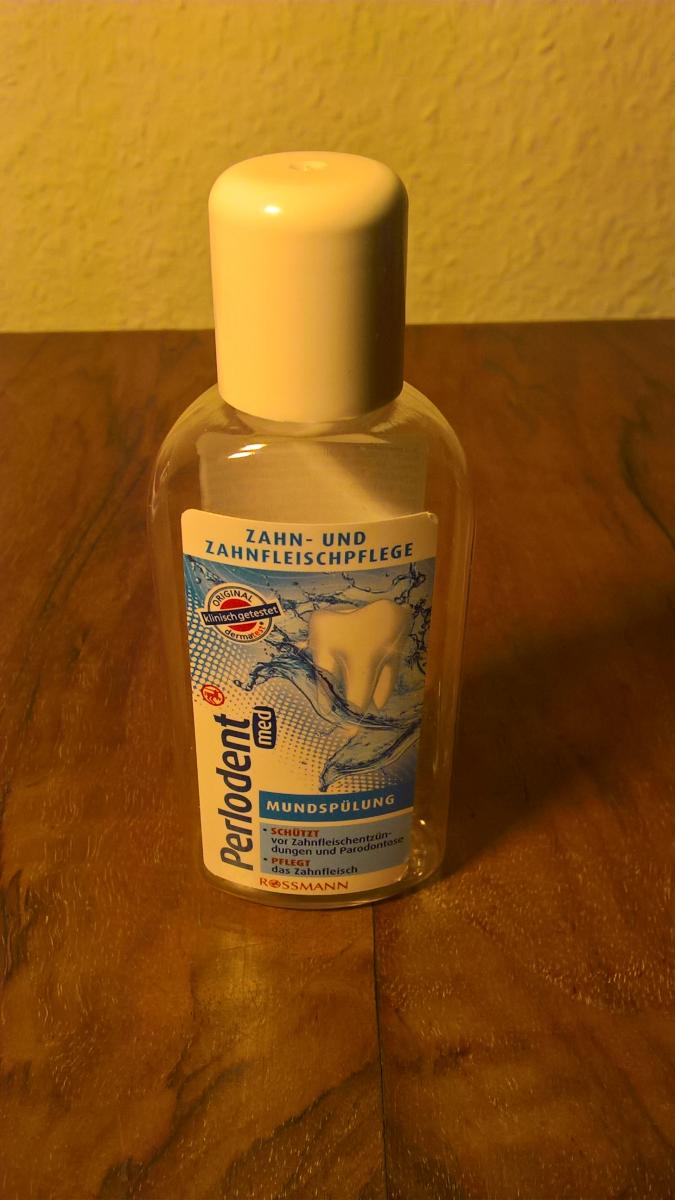 ZAHN- UND
ZAHNFLEISCHPFLEGE
ORIGINAL
klinisch getestet
dermatest
Perlodent
med
MUNDSPÜLUNG
• SCHÜTZT
vor Zahnfleischentzün-
dungen und Parodontose
• PFLEGT
das Zahnfleisch
ROSSMANN